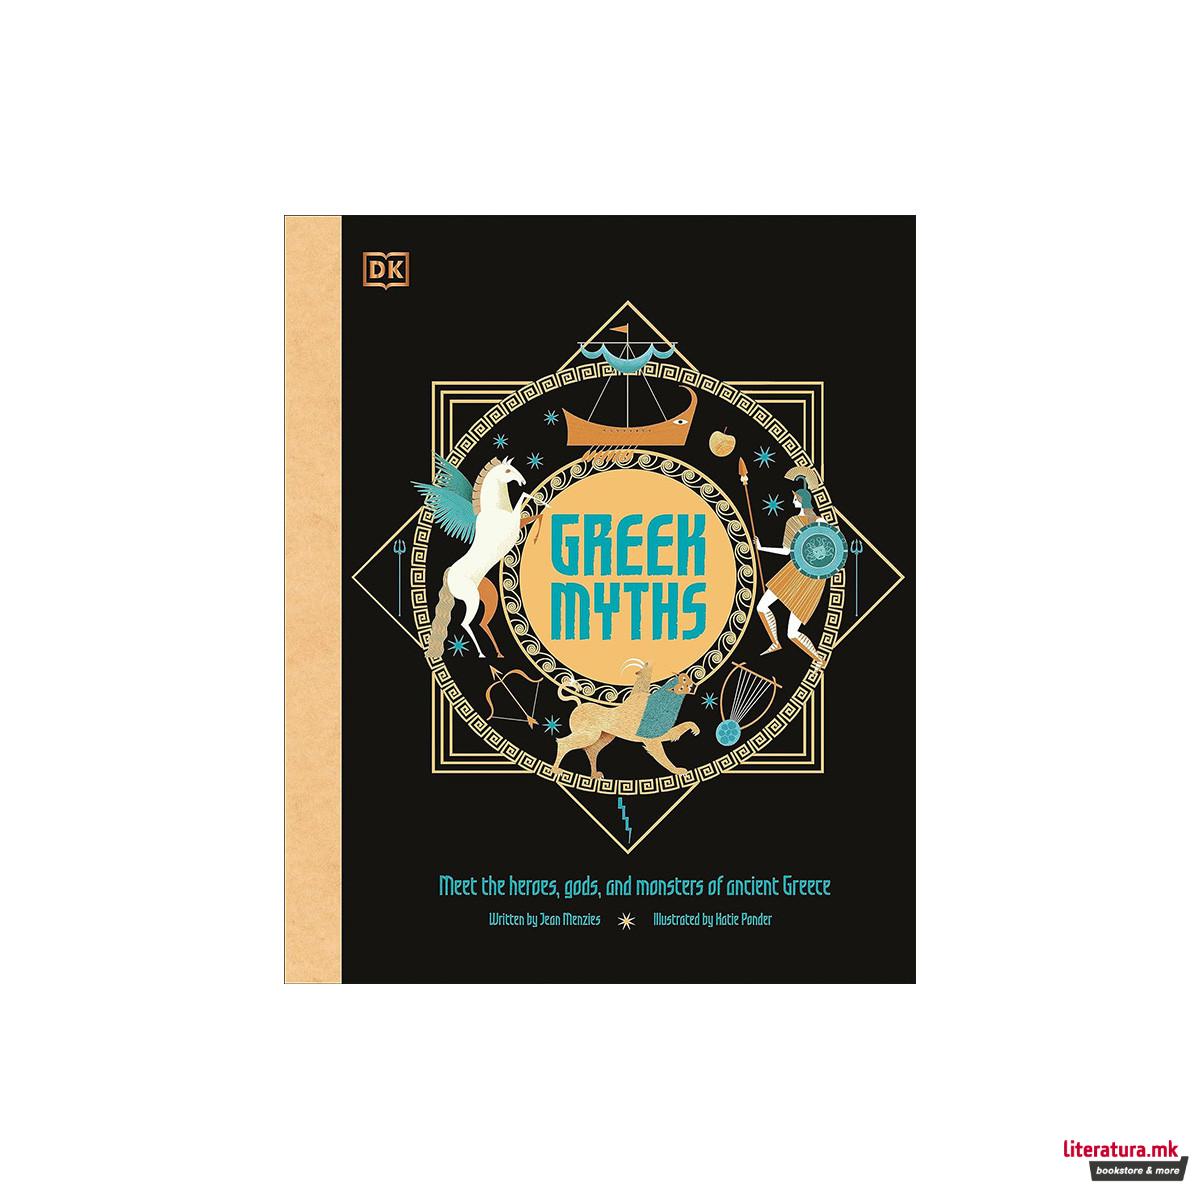 DK
GREEK
MYTHS
Meet the heroes, gods, and monsters of ancient Greece
Written by Jean Menzies
Illustrated by Katie Ponder
literatura.mk
bookstore & more